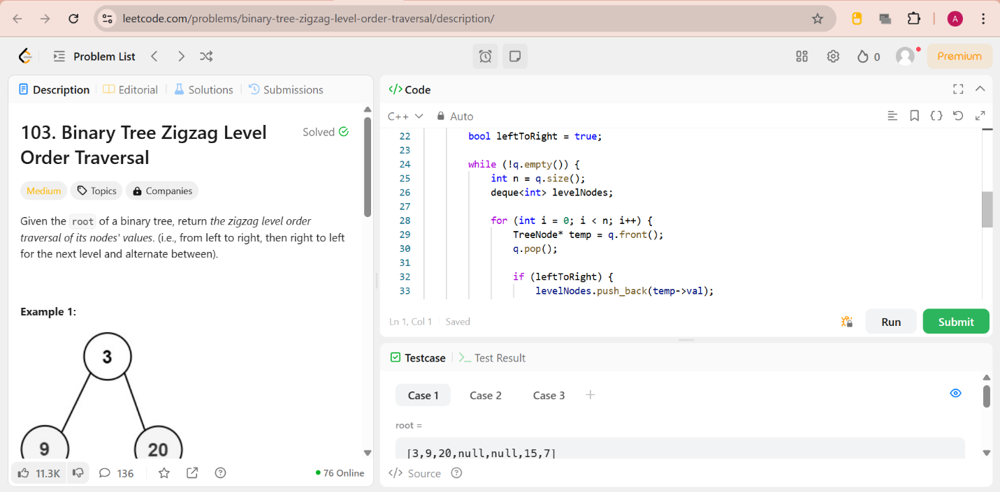 leetcode.com/problems/binary-tree-zigzag-level-order-traversal/description/
A
Problem List
0
Premium
Description
Editorial
Solutions
Submissions
103. Binary Tree Zigzag Level
Order Traversal
Solved
Medium
Topics
Companies
Given the root of a binary tree, return the zigzag level order
traversal of its nodes' values. (i.e., from left to right, then right to left
for the next level and alternate between).
Example 1:
3
9
20
11.3K
136
76 Online
</> Code
C++
Auto
22 bool leftToRight = true;
23
24 while (!q.empty()) {
25 int n = q.size();
26 deque<int> levelNodes;
27
28 for (int i = 0; i < n; i++) {
29 TreeNode* temp = q.front();
30 q.pop();
31
32 if (leftToRight) {
33 levelNodes.push_back(temp->val);
Ln 1, Col 1
Saved
Run
Submit
Testcase
>_ Test Result
Case 1
Case 2
Case 3
+
root =
[3,9,20,null,null,15,7]
</> Source